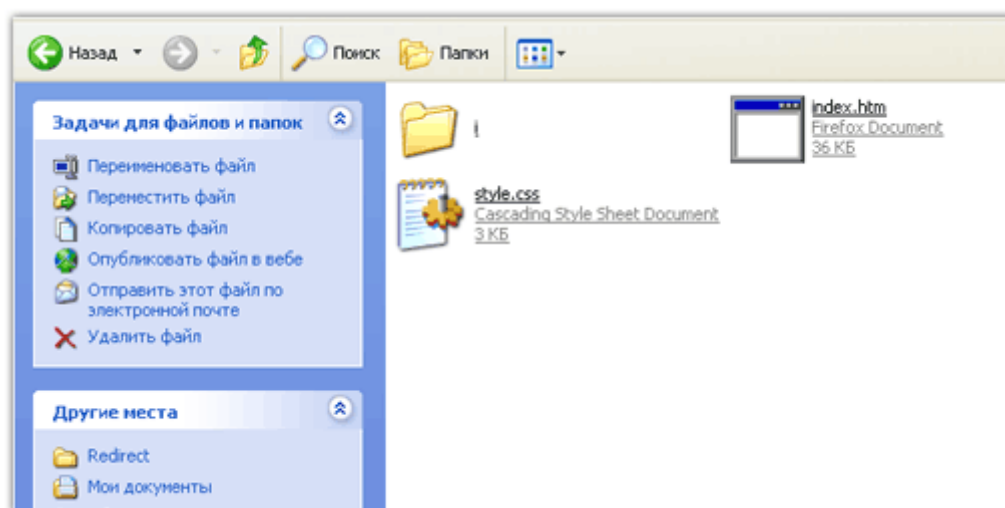 Назад
Поиск
Папки
Задачи для файлов и папок
Переименовать файл
Переместить файл
Копировать файл
Опубликовать файл в вебе
Отправить этот файл по
электронной почте
Удалить файл
Другие места
Redirect
Мои документы
i
index.htm
Firefox Document
36 КБ
style.css
Cascading Style Sheet Document
3 КБ